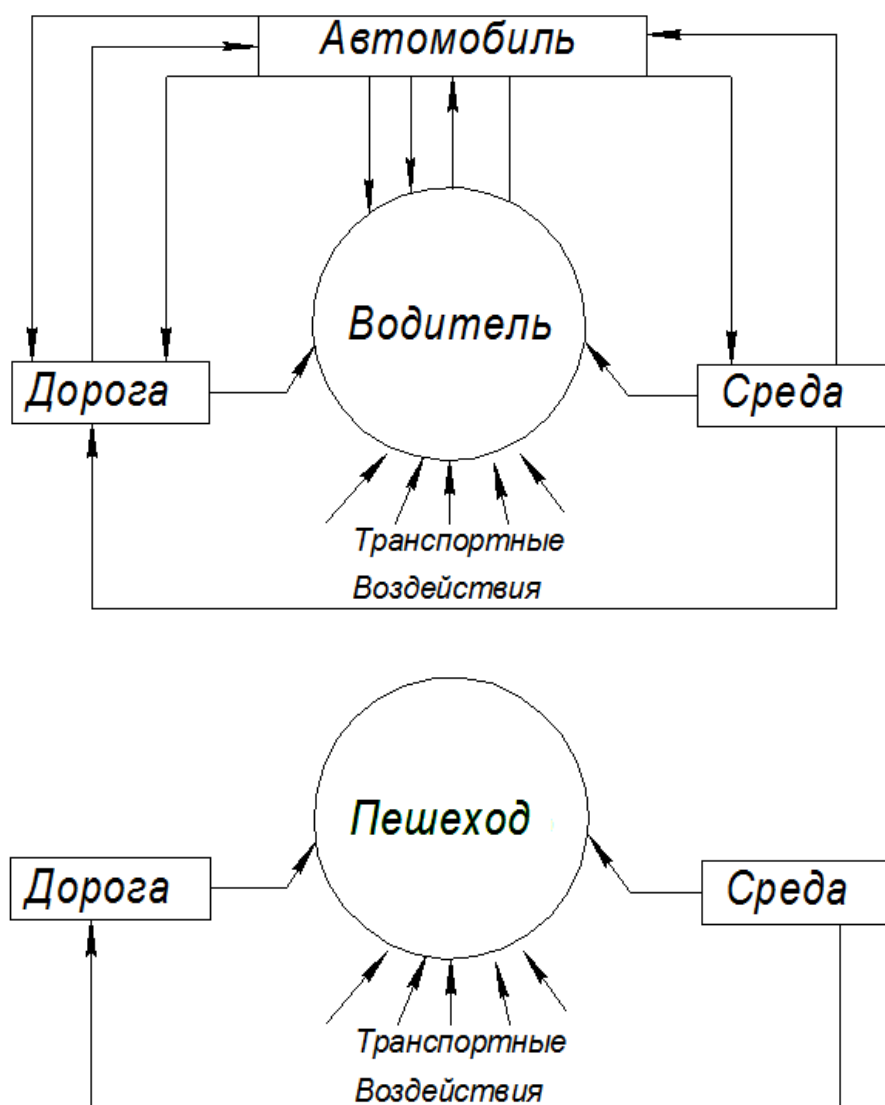 Автомобиль
Водитель
Дорога
Среда
Транспортные
Воздействия
Пешеход
Дорога
Среда
Транспортные
Воздействия